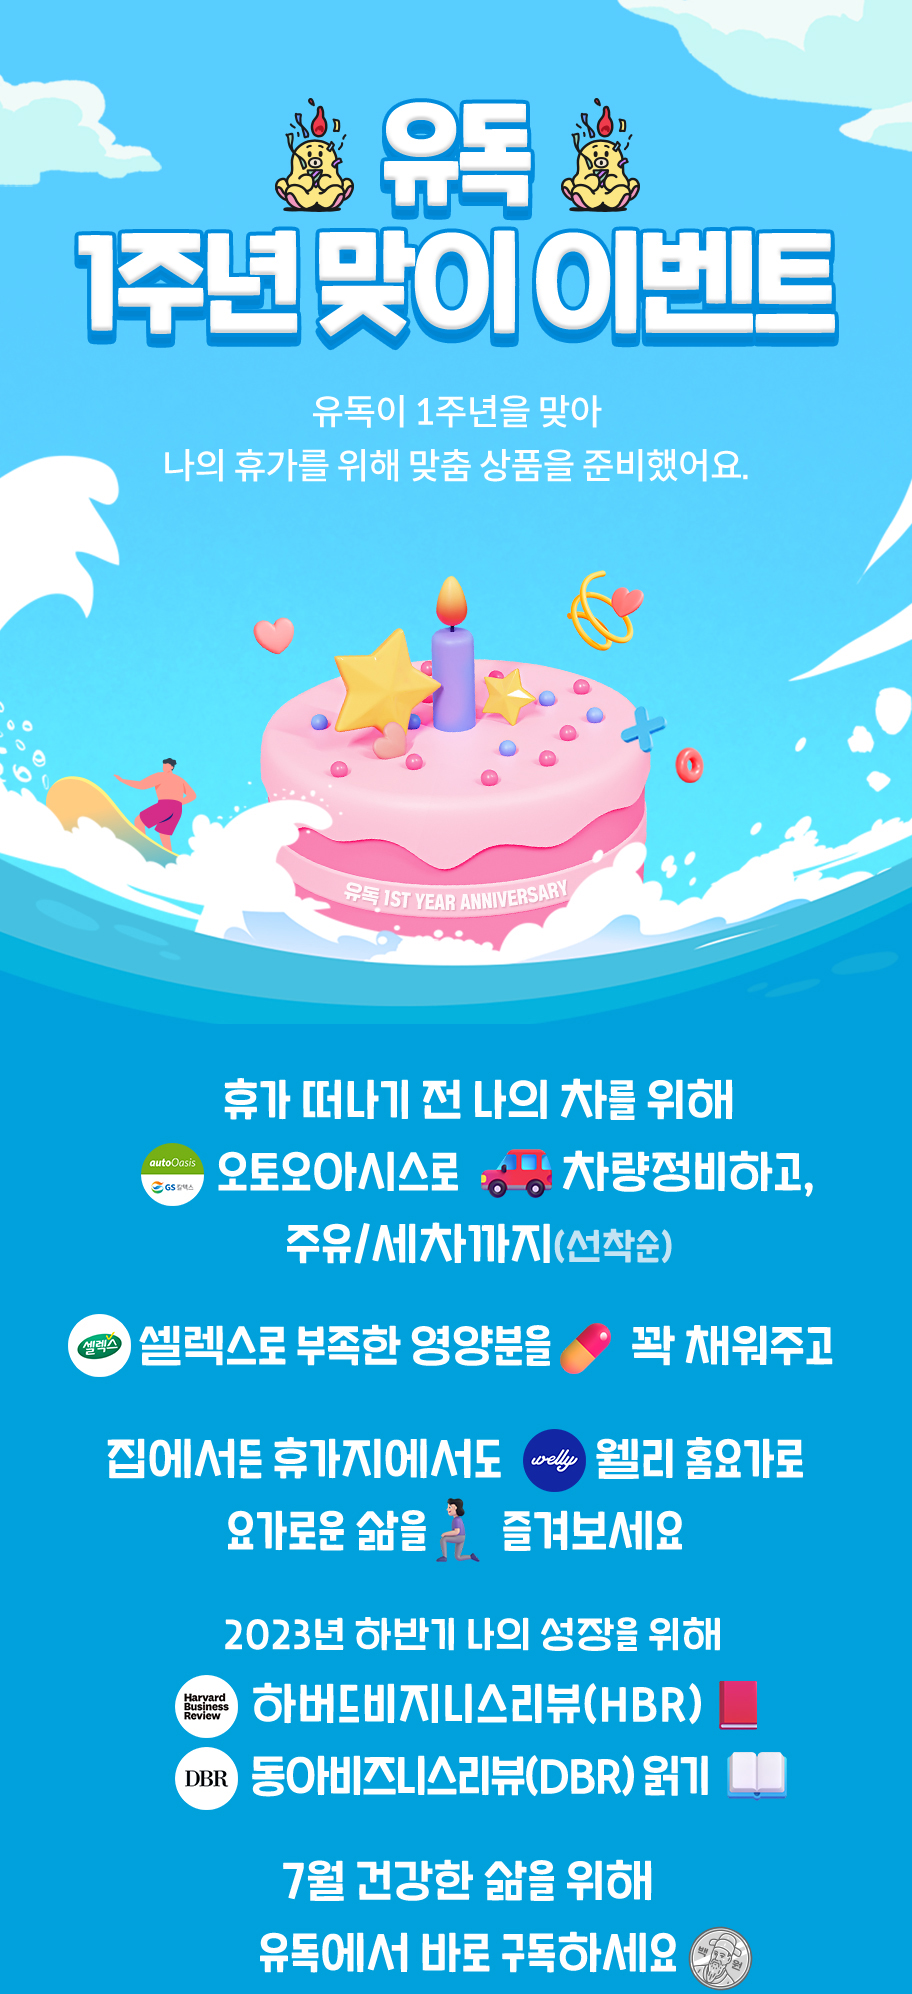 유독
1주년 맞이 이벤트
유독이 1주년을 맞아
나의 휴가를 위해 맞춤 상품을 준비했어요.
유독 1ST YEAR ANNIVERSARY
휴가 떠나기 전 나의 차를 위해
autoOasis
GS칼텍스
오토오아시스로 차량정비하고,
주유/세차까지(선착순)
셀렉스
셀렉스로 부족한 영양분을 꽉 채워주고
집에서든 휴가지에서도 welly 웰리 홈요가로
요가로운 삶을 즐겨보세요
2023년 하반기 나의 성장을 위해
Harvard
Business
Review
하버드비지니스리뷰(HBR)
DBR 동아비즈니스리뷰(DBR) 읽기
7월 건강한 삶을 위해
유독에서 바로 구독하세요 백원